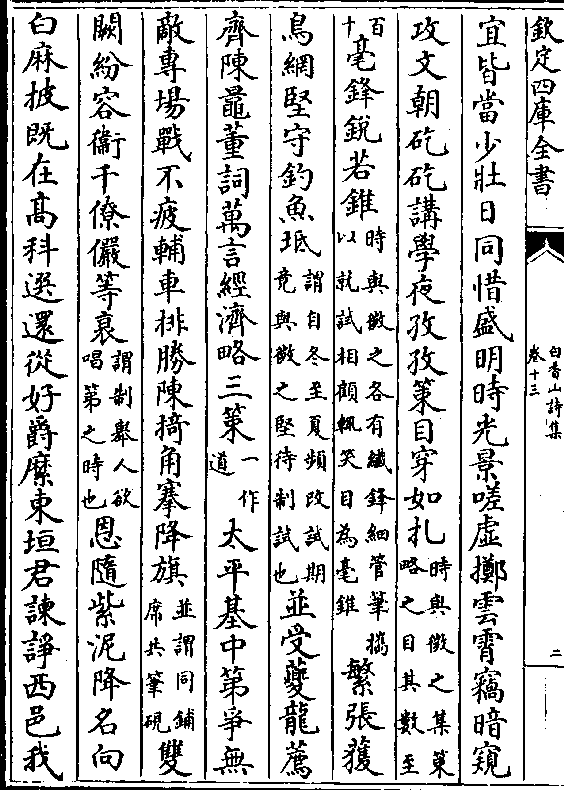 欽定四庫全書
白香山詩集
卷十三
二
宜皆當少壯日同惜盛明時光景嗟虛擲雲霄竊暗窺
攻文朝矻矻講學夜孜孜策目穿如札時與微之集策略之目其數至
百十毫鋒銳若錐時與微之各有纎鋒細管筆擕以就試相顧輒笑目為毫錐繁張獲
鳥網堅守釣魚坻謂自冬至夏頻改試期竟與微之堅待制試也並受夔龍薦
齊陳鼂董詞萬言經濟略三策一作道太平基中第爭無
敵專塲戰不疲輔車排勝陳掎角搴降旗並謂同鋪席共筆硯雙
闕紛容衛千僚儼等衰謂制舉人欲唱第之時也恩隨紫泥降名向
白麻披既在髙科選還從好爵縻東垣君諫諍西邑我